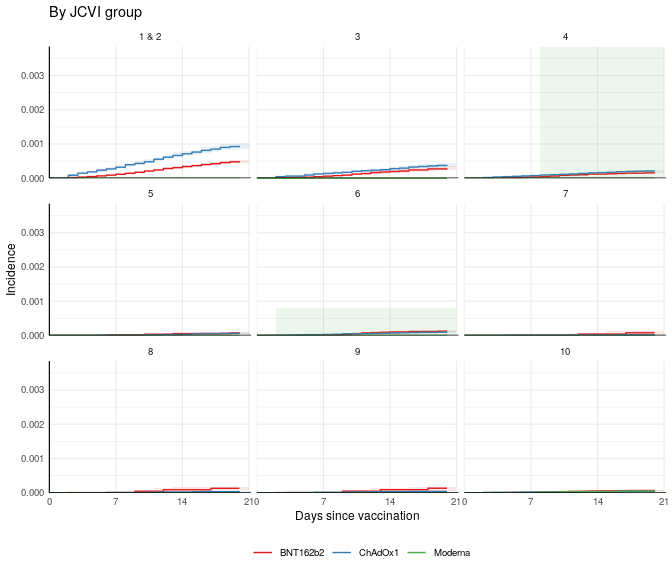 By JCVI group
1 & 2 3 4
0.003
0.002
0.001
0.000
5 6 7
0.003
0.002
0.001
0.000
8 9 10
0.003
0.002
0.001
0.000
0 7 14 21 0 7 14 21 0 7 14 21
Incidence
Days since vaccination
BNT162b2 ChAdOx1 Moderna